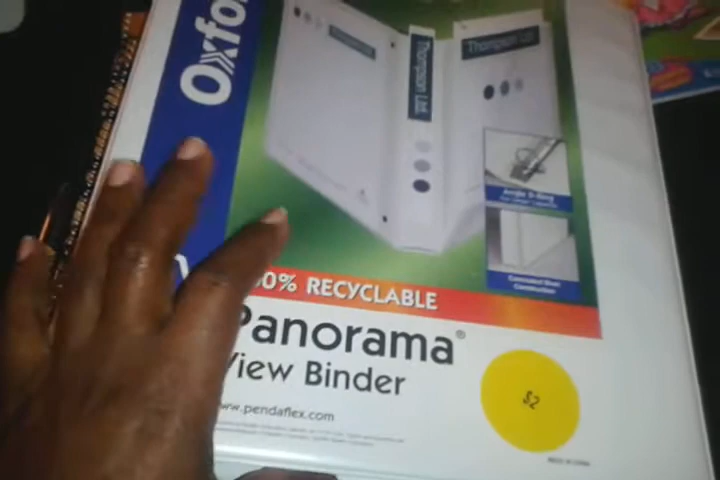 Oxfo
Thompson Ltd.
Thompson Ltd.
Angle D-Ring
Concealed Rivet
Construction
0% RECYCLABLE
Panorama®
View Binder
www.pendaflex.com
$2